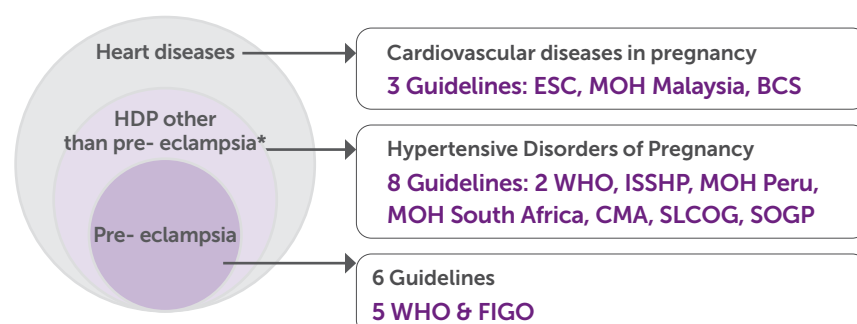 Heart diseases
HDP other
than pre- eclampsia*
Pre- eclampsia
Cardiovascular diseases in pregnancy
3 Guidelines: ESC, MOH Malaysia, BCS
Hypertensive Disorders of Pregnancy
8 Guidelines: 2 WHO, ISSHP, MOH Peru,
MOH South Africa, CMA, SLCOG, SOGP
6 Guidelines
5 WHO & FIGO